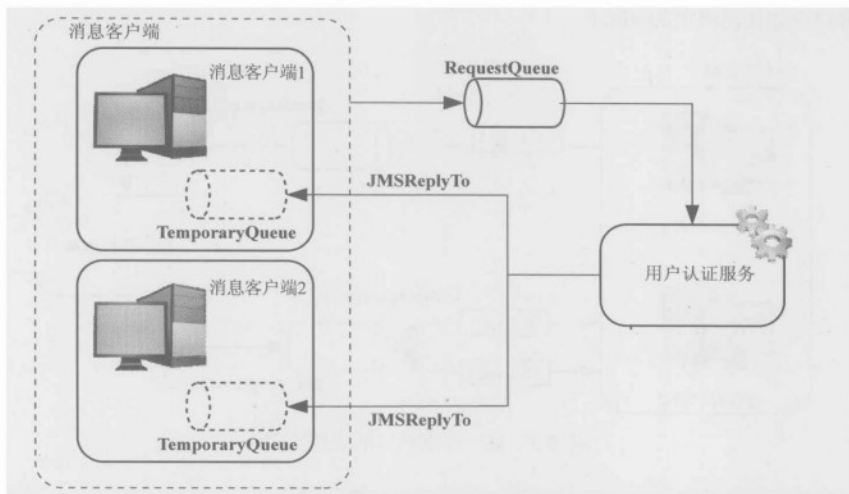 消息客户端
消息客户端1
RequestQueue
JMSReplyTo
TemporaryQueue
用户认证服务
消息客户端2
JMSReplyTo
TemporaryQueue